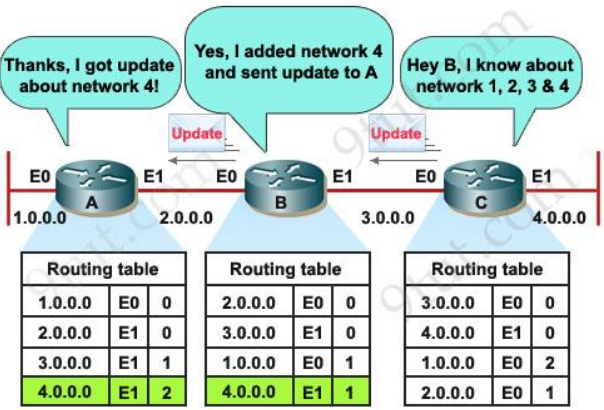 Thanks, I got update
about network 4!
Yes, I added network 4
and sent update to A
Hey B, I know about
network 1, 2, 3 & 4
Update
Update
E0 E1 E0 E1 E0 E1
A B C
1.0.0.0 2.0.0.0 3.0.0.0 4.0.0.0
Routing table
1.0.0.0 E0 0
2.0.0.0 E1 0
3.0.0.0 E1 1
4.0.0.0 E1 2
Routing table
2.0.0.0 E0 0
3.0.0.0 E1 0
1.0.0.0 E0 1
4.0.0.0 E1 1
Routing table
3.0.0.0 E0 0
4.0.0.0 E1 0
1.0.0.0 E0 2
2.0.0.0 E0 1
9tut.com
9tut.com
9tut.com